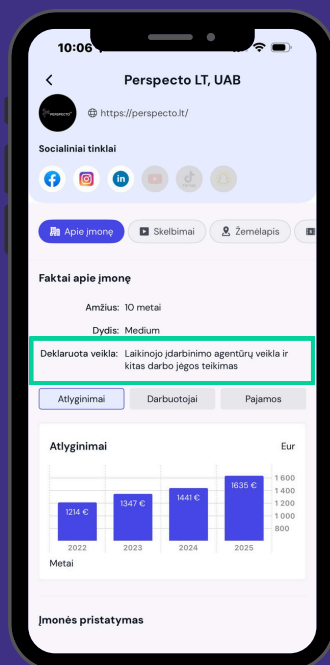 10:06
Perspecto LT, UAB
PERSPECTO
https://perspecto.lt/
Socialiniai tinklai
Apie įmonę
Skelbimai
Žemėlapis
Faktai apie įmonę
Amžius: 10 metai
Dydis: Medium
Deklaruota veikla: Laikinojo įdarbinimo agentūrų veikla ir
kitas darbo jėgos teikimas
Atlyginimai
Darbuotojai
Pajamos
Atlyginimai
Eur
1214 €
1347 €
1441 €
1635 €
1 600
1 400
1 200
1 000
800
2022
2023
2024
2025
Metai
Įmonės pristatymas